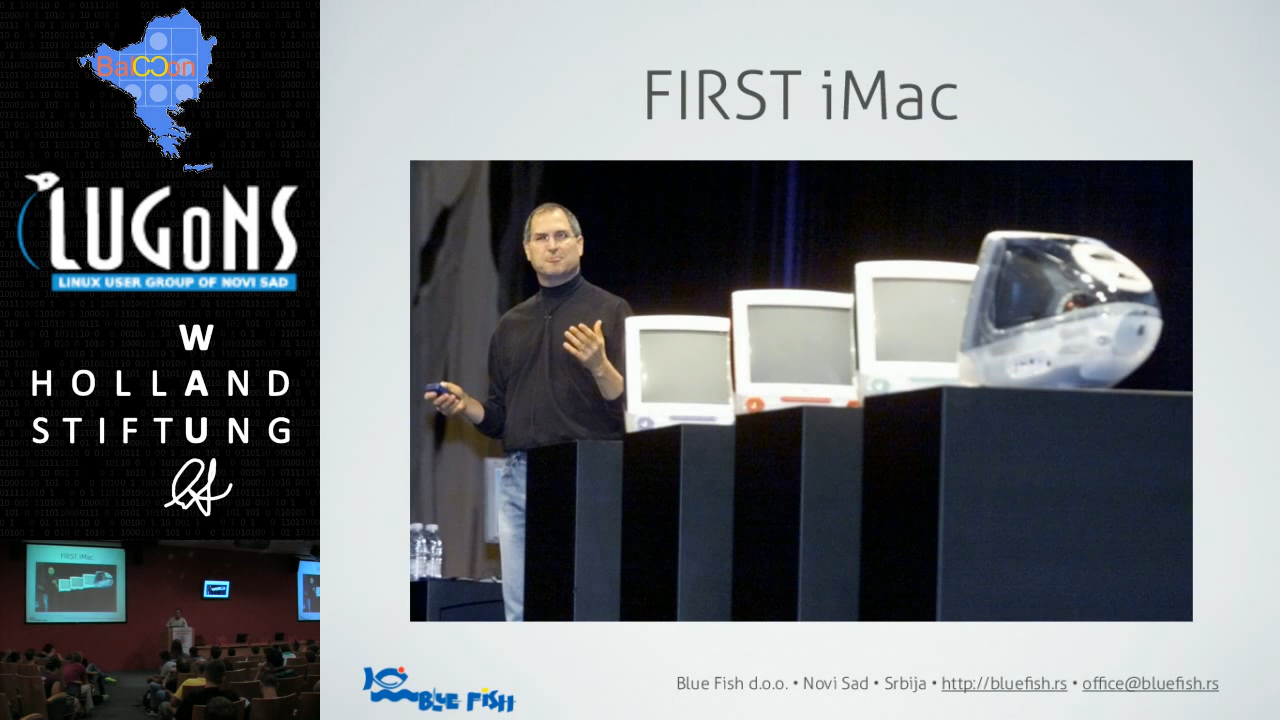 BalCCon
LUGoNS
LINUX USER GROUP OF NOVI SAD
W
HOLLAND
STIFTUNG
FIRST iMac
BLUE FISH
Blue Fish d.o.o. • Novi Sad • Srbija • http://bluefish.rs • office@bluefish.rs
FIRST iMac